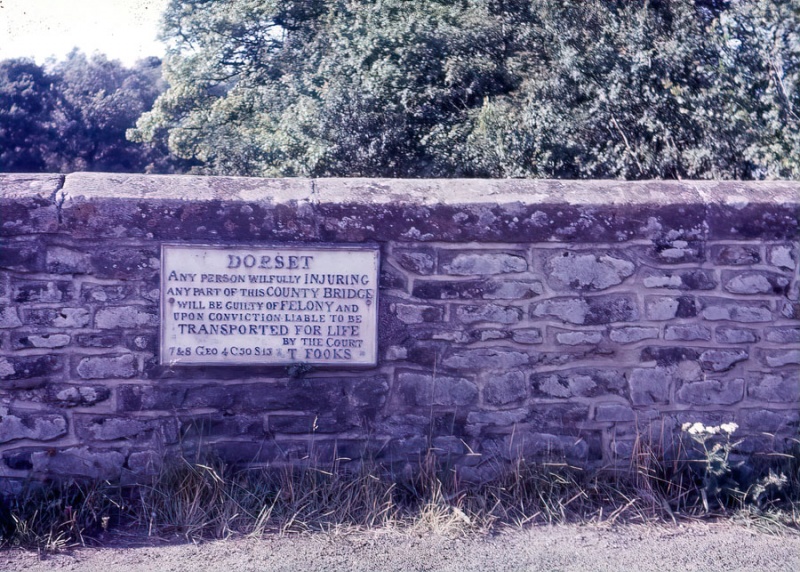 DORSET
ANY PERSON WILFULLY INJURING
ANY PART OF THIS COUNTY BRIDGE
WILL BE GUILTY OF FELONY AND
UPON CONVICTION LIABLE TO BE
TRANSPORTED FOR LIFE
BY THE COURT
7&8 GEO 4 C30 S13 T FOOKS